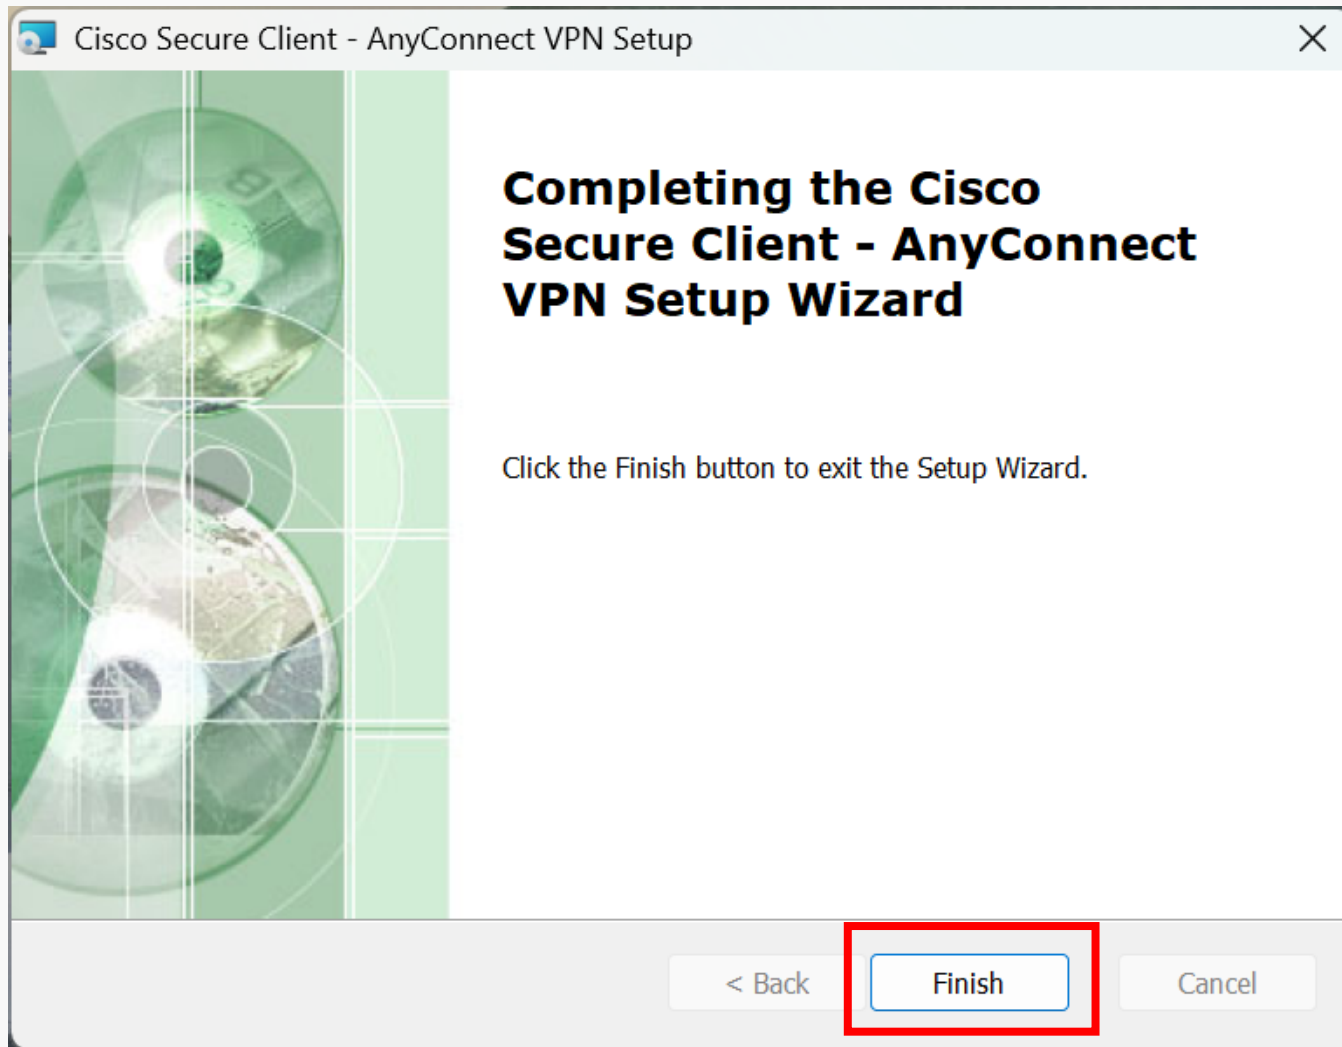 Cisco Secure Client - AnyConnect VPN Setup
Completing the Cisco
Secure Client - AnyConnect
VPN Setup Wizard
Click the Finish button to exit the Setup Wizard.
< Back
Finish
Cancel